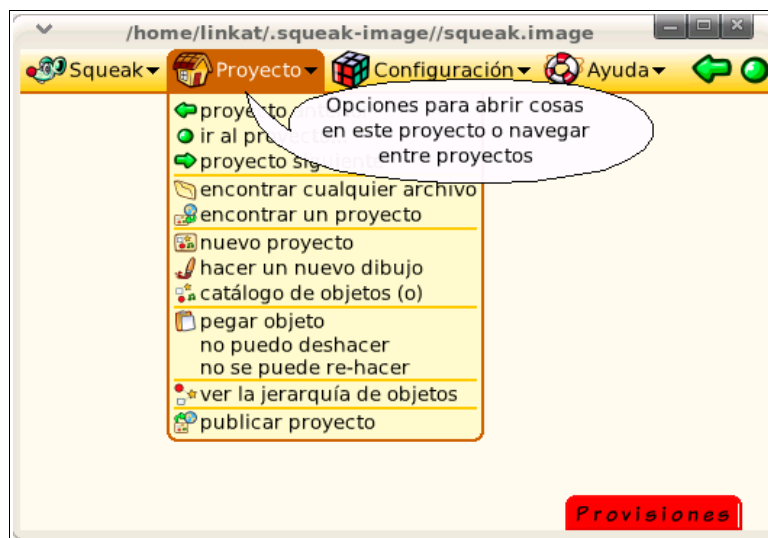 /home/linkat/.squeak-image//squeak.image
Squeak Proyecto Configuración Ayuda
Opciones para abrir cosas
en este proyecto o navegar
entre proyectos
proyecto
ir al
proyecto
encontrar cualquier archivo
encontrar un proyecto
nuevo proyecto
hacer un nuevo dibujo
catálogo de objetos (o)
pegar objeto
no puedo deshacer
no se puede re-hacer
ver la jerarquía de objetos
publicar proyecto
Provisiones